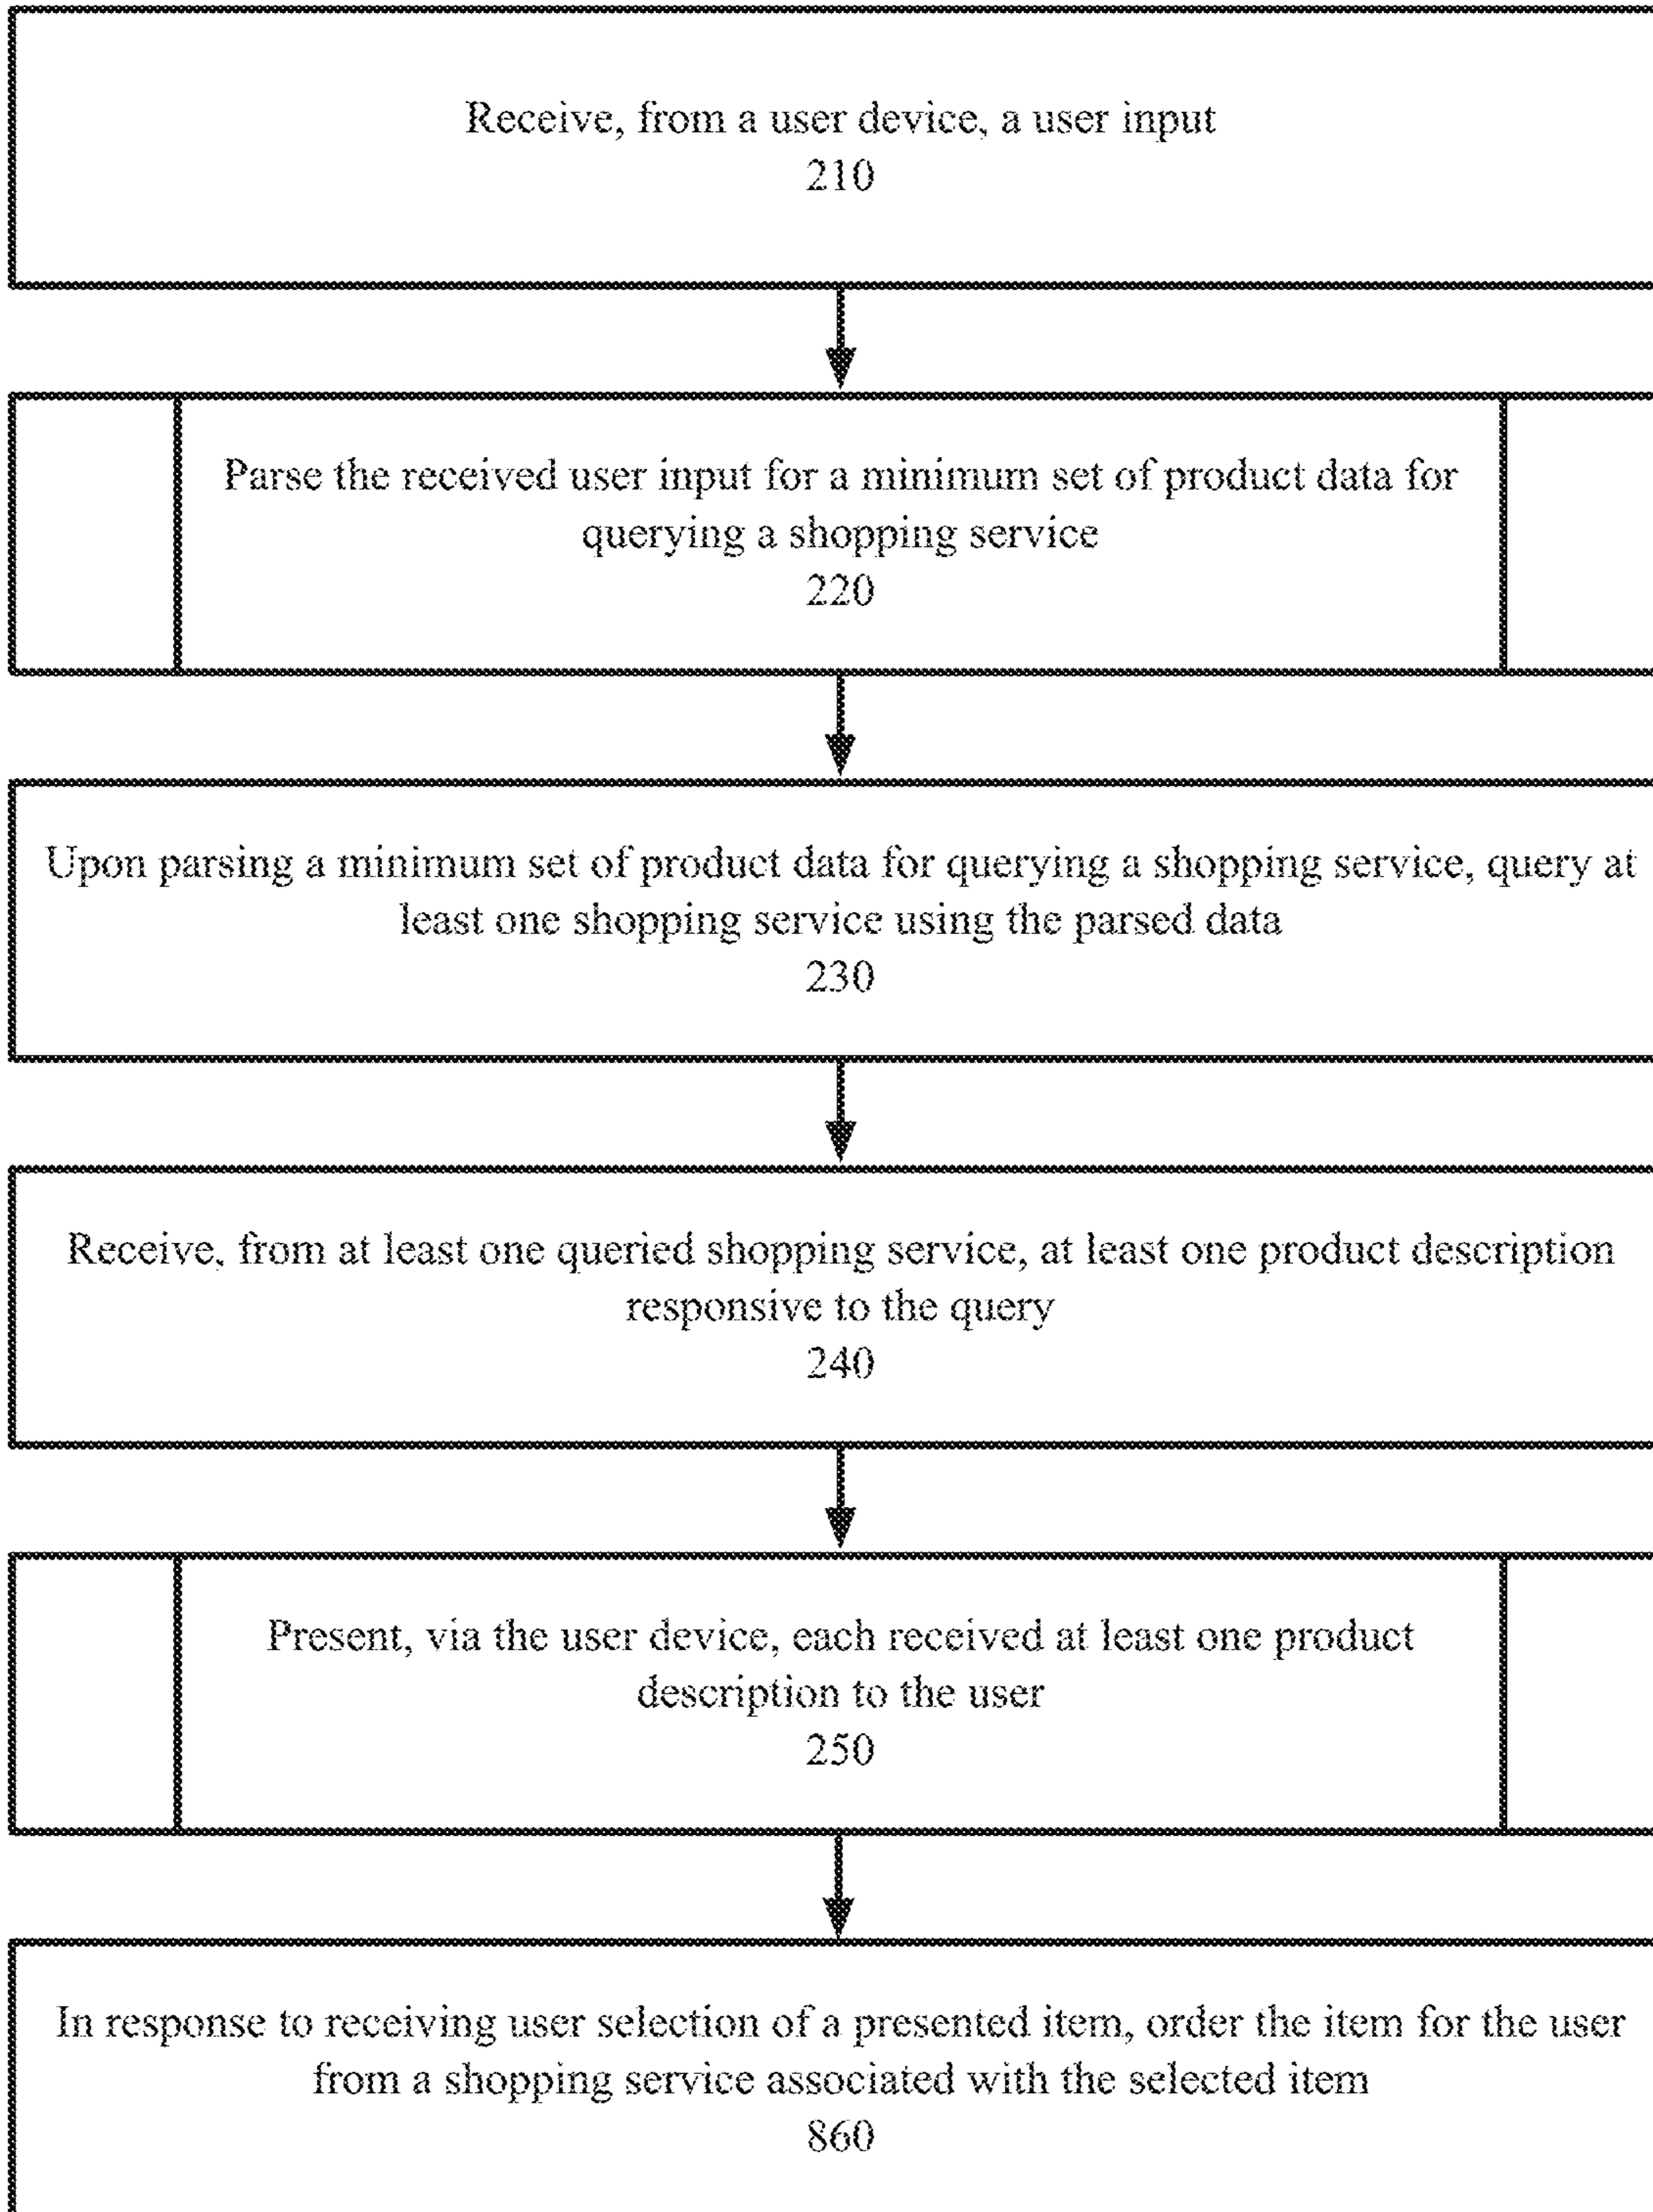 Receive, from a user device, a user input
210
Parse the received user input for a minimum set of product data for
querying a shopping service
220
Upon parsing a minimum set of product data for querying a shopping service, query at
least one shopping service using the parsed data
230
Receive, from at least one queried shopping service, at least one product description
responsive to the query
240
Present, via the user device, each received at least one product
description to the user
250
In response to receiving user selection of a presented item, order the item for the user
from a shopping service associated with the selected item
860